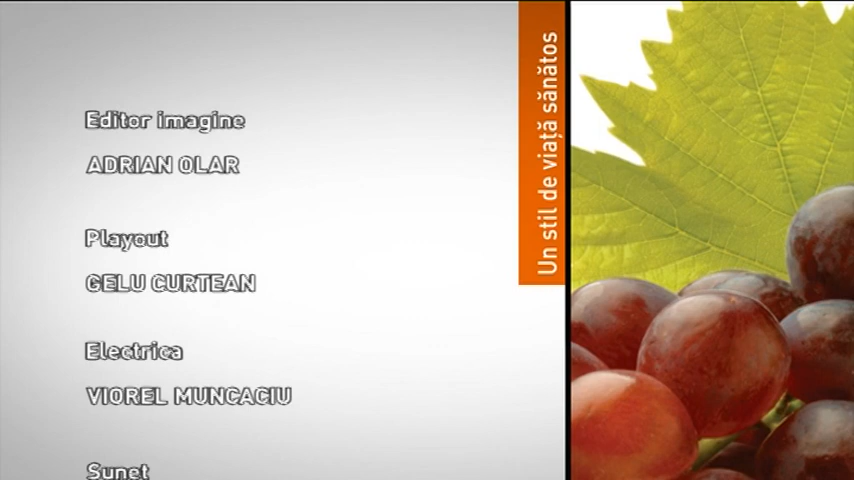 Editor imagine
ADRIAN OLAR
Playout
GELU CURTEAN
Electrica
VIOREL MUNCACIU
Sunet
Un stil de viață sănătos